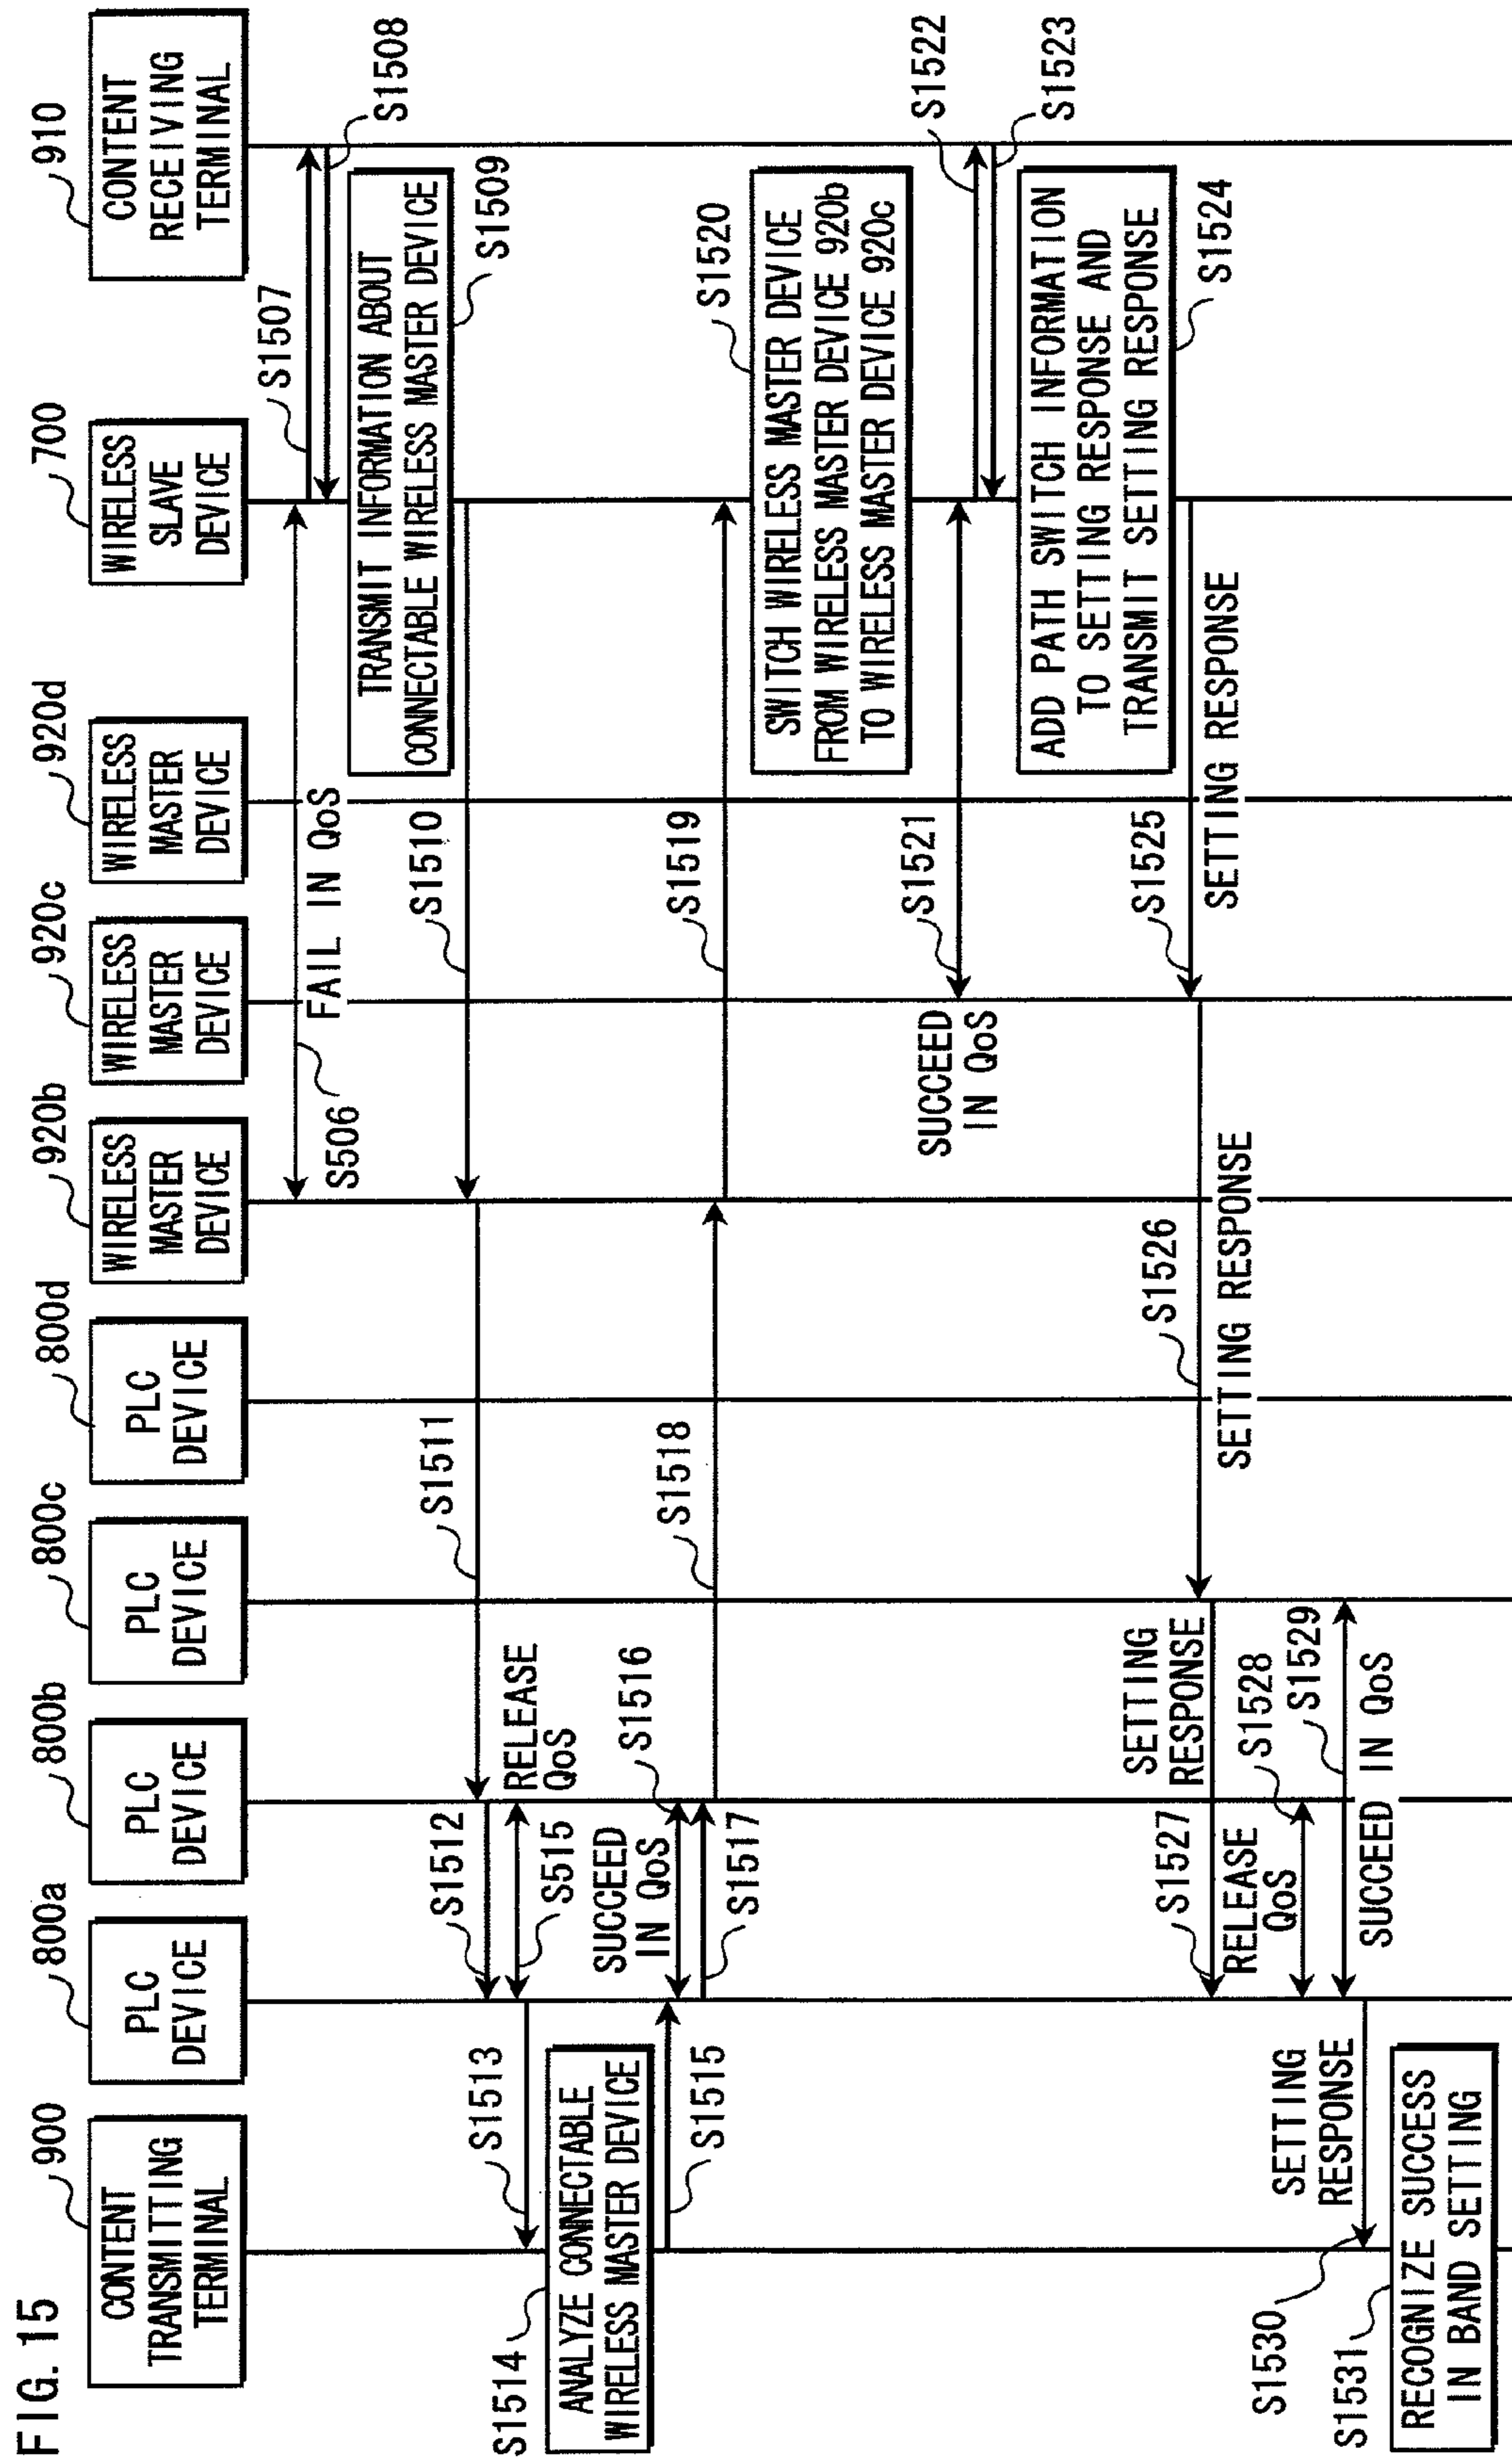 FIG. 15
900
CONTENT
TRANSMITTING
TERMINAL
800a
PLC
DEVICE
800b
PLC
DEVICE
800c
PLC
DEVICE
800d
PLC
DEVICE
920b
WIRELESS
MASTER
DEVICE
920c
WIRELESS
MASTER
DEVICE
920d
WIRELESS
MASTER
DEVICE
700
WIRELESS
SLAVE
DEVICE
910
CONTENT
RECEIVING
TERMINAL
S506
FAIL IN QoS
S1507
S1508
TRANSMIT INFORMATION ABOUT
CONNECTABLE WIRELESS MASTER DEVICE
S1509
S1510
S1511
S1512
RELEASE
QoS
S515
S1513
S1514
ANALYZE CONNECTABLE
WIRELESS MASTER DEVICE
S1515
SUCCEED
IN QoS
S1516
S1517
S1518
S1519
S1520
SWITCH WIRELESS MASTER DEVICE
FROM WIRELESS MASTER DEVICE 920b
TO WIRELESS MASTER DEVICE 920c
S1521
SUCCEED
IN QoS
S1522
S1523
ADD PATH SWITCH INFORMATION
TO SETTING RESPONSE AND
TRANSMIT SETTING RESPONSE
S1524
S1525
SETTING RESPONSE
S1526
SETTING RESPONSE
SETTING
RESPONSE
S1527
RELEASE
QoS
S1528
S1529
SUCCEED IN QoS
SETTING
RESPONSE
S1530
S1531
RECOGNIZE SUCCESS
IN BAND SETTING